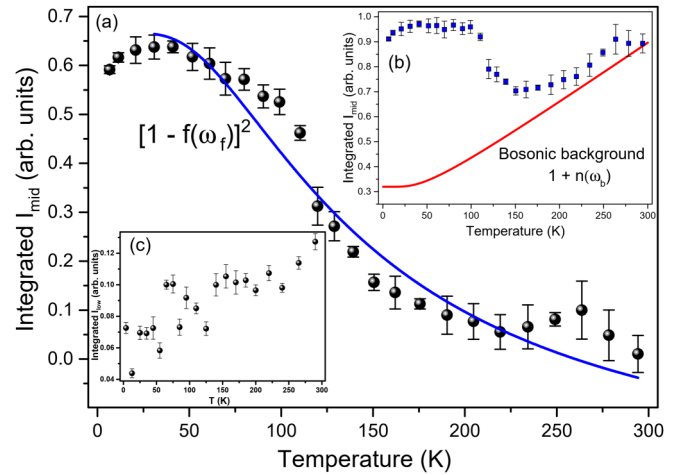 (a)
0.7
0.6
0.5
0.4
0.3
0.2
0.1
0.0
Integrated I_mid (arb. units)
[1 - f(ω_f)]^2
0 50 100 150 200 250 300
Temperature (K)
(b)
1.0
0.9
0.8
0.7
0.6
0.5
0.4
0.3
Integrated I_mid (arb. units)
Bosonic background
1 + n(ω_b)
0 50 100 150 200 250 300
Temperature (K)
(c)
0.12
0.10
0.08
0.06
0.04
Integrated I_low (arb. units)
0 50 100 150 200 250 300
T (K)